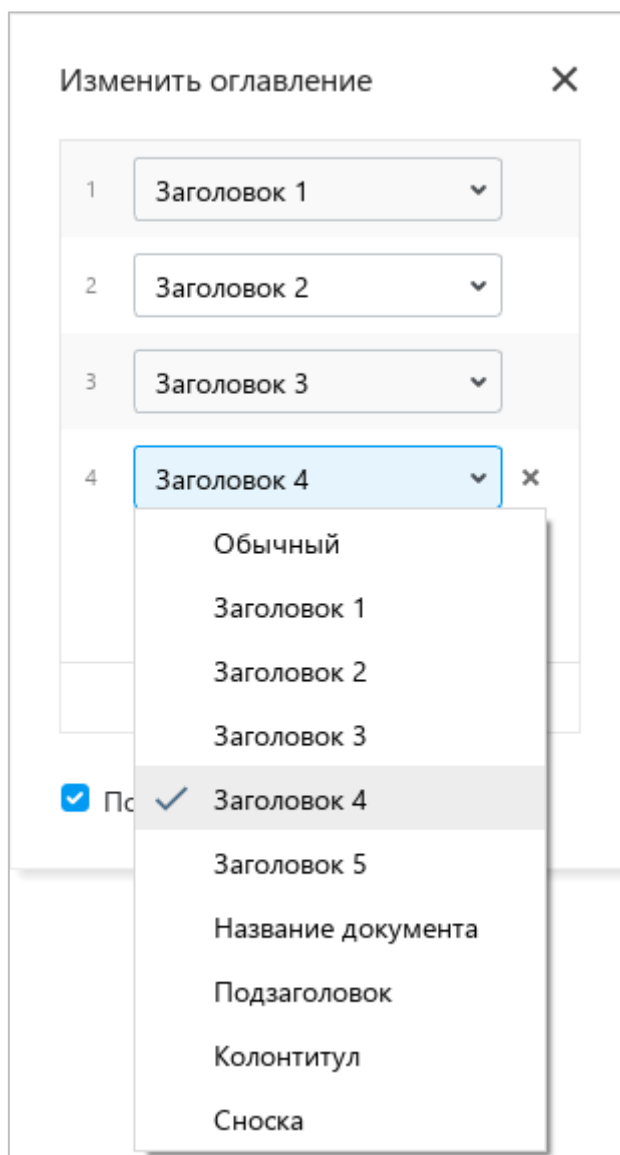 Изменить оглавление
1 Заголовок 1
2 Заголовок 2
3 Заголовок 3
4 Заголовок 4
Обычный
Заголовок 1
Заголовок 2
Заголовок 3
Заголовок 4
Заголовок 5
Название документа
Подзаголовок
Колонтитул
Сноска